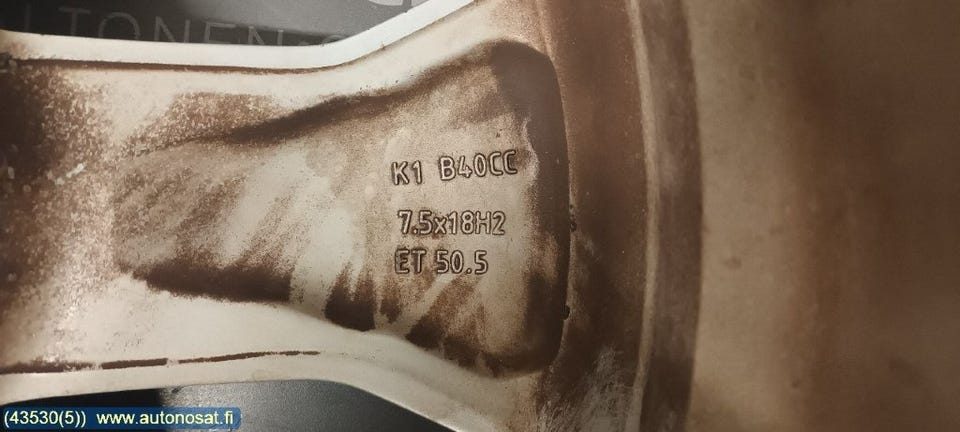 K1 B40CC
7.5x18H2
ET 50.5
(43530(5)) www.autonosat.fi